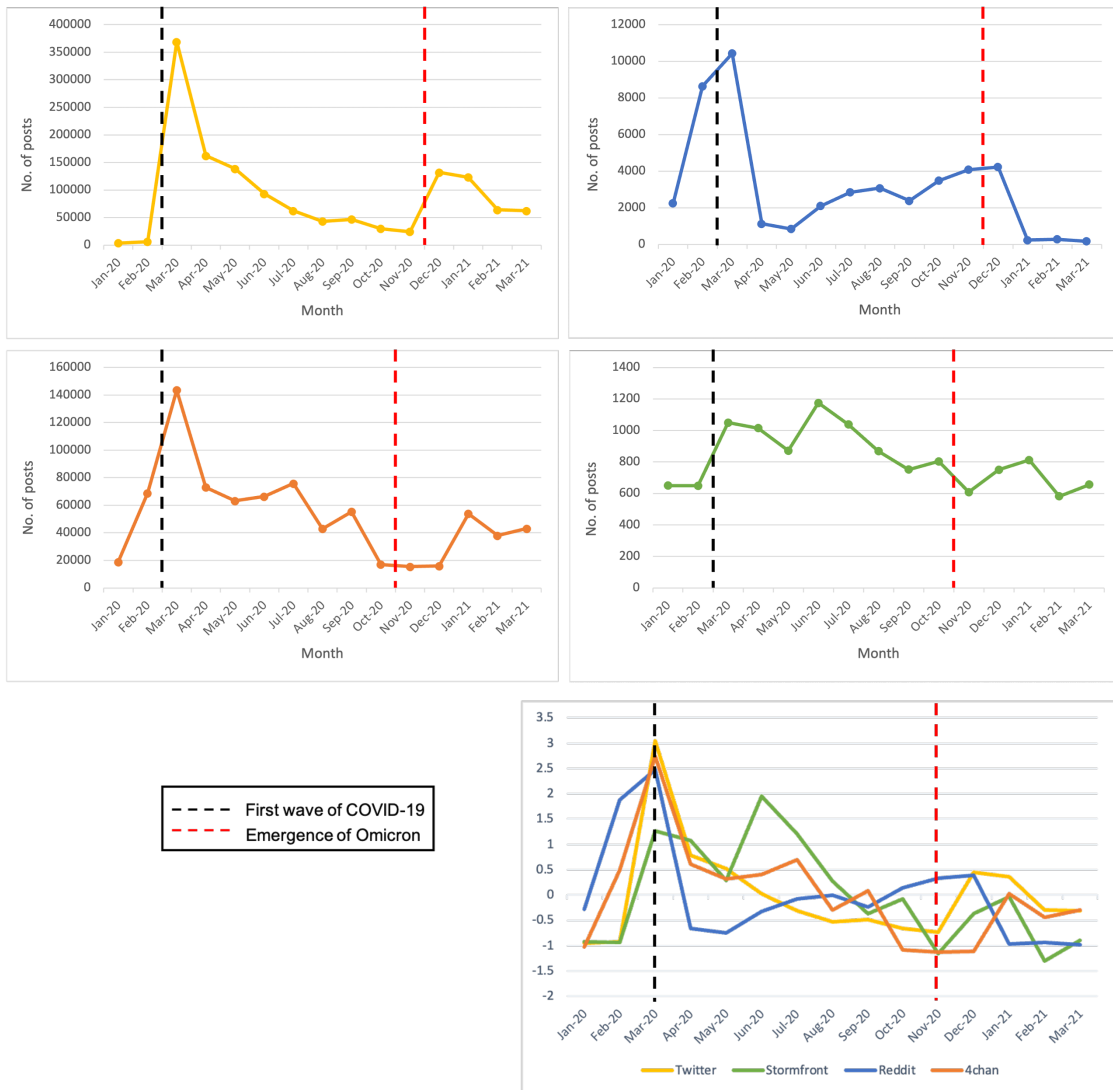 400000
350000
300000
250000
200000
150000
100000
50000
0
No. of posts
Jan-20 Feb-20 Mar-20 Apr-20 May-20 Jun-20 Jul-20 Aug-20 Sep-20 Oct-20 Nov-20 Dec-20 Jan-21 Feb-21 Mar-21
Month
12000
10000
8000
6000
4000
2000
0
No. of posts
Jan-20 Feb-20 Mar-20 Apr-20 May-20 Jun-20 Jul-20 Aug-20 Sep-20 Oct-20 Nov-20 Dec-20 Jan-21 Feb-21 Mar-21
Month
160000
140000
120000
100000
80000
60000
40000
20000
0
No. of posts
Jan-20 Feb-20 Mar-20 Apr-20 May-20 Jun-20 Jul-20 Aug-20 Sep-20 Oct-20 Nov-20 Dec-20 Jan-21 Feb-21 Mar-21
Month
1400
1200
1000
800
600
400
200
0
No. of posts
Jan-20 Feb-20 Mar-20 Apr-20 May-20 Jun-20 Jul-20 Aug-20 Sep-20 Oct-20 Nov-20 Dec-20 Jan-21 Feb-21 Mar-21
Month
First wave of COVID-19
Emergence of Omicron
3.5
3
2.5
2
1.5
1
0.5
0
-0.5
-1
-1.5
-2
Jan-20 Feb-20 Mar-20 Apr-20 May-20 Jun-20 Jul-20 Aug-20 Sep-20 Oct-20 Nov-20 Dec-20 Jan-21 Feb-21 Mar-21
Twitter Stormfront Reddit 4chan